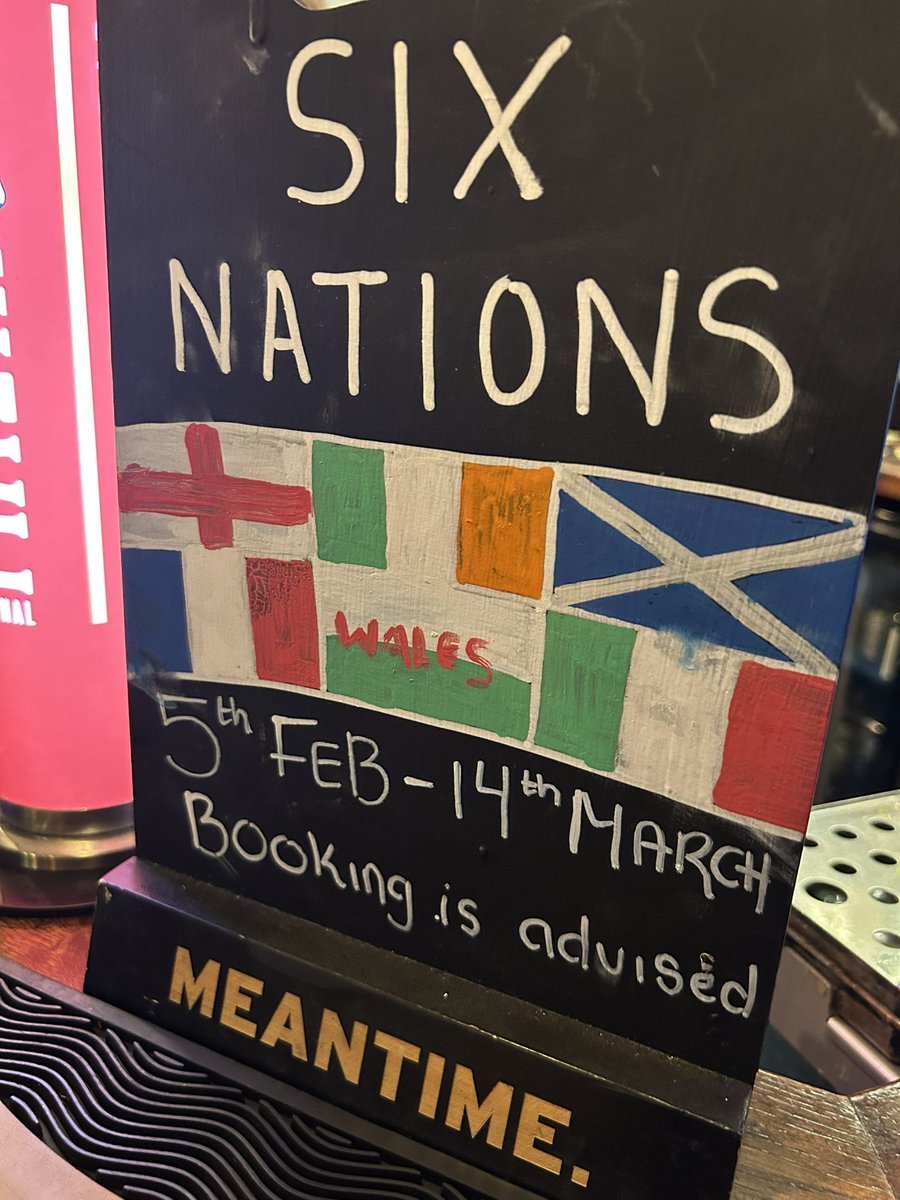 SIX
NATIONS
WALES
5th FEB - 14th MARCH
Booking is advised
MEANTIME.